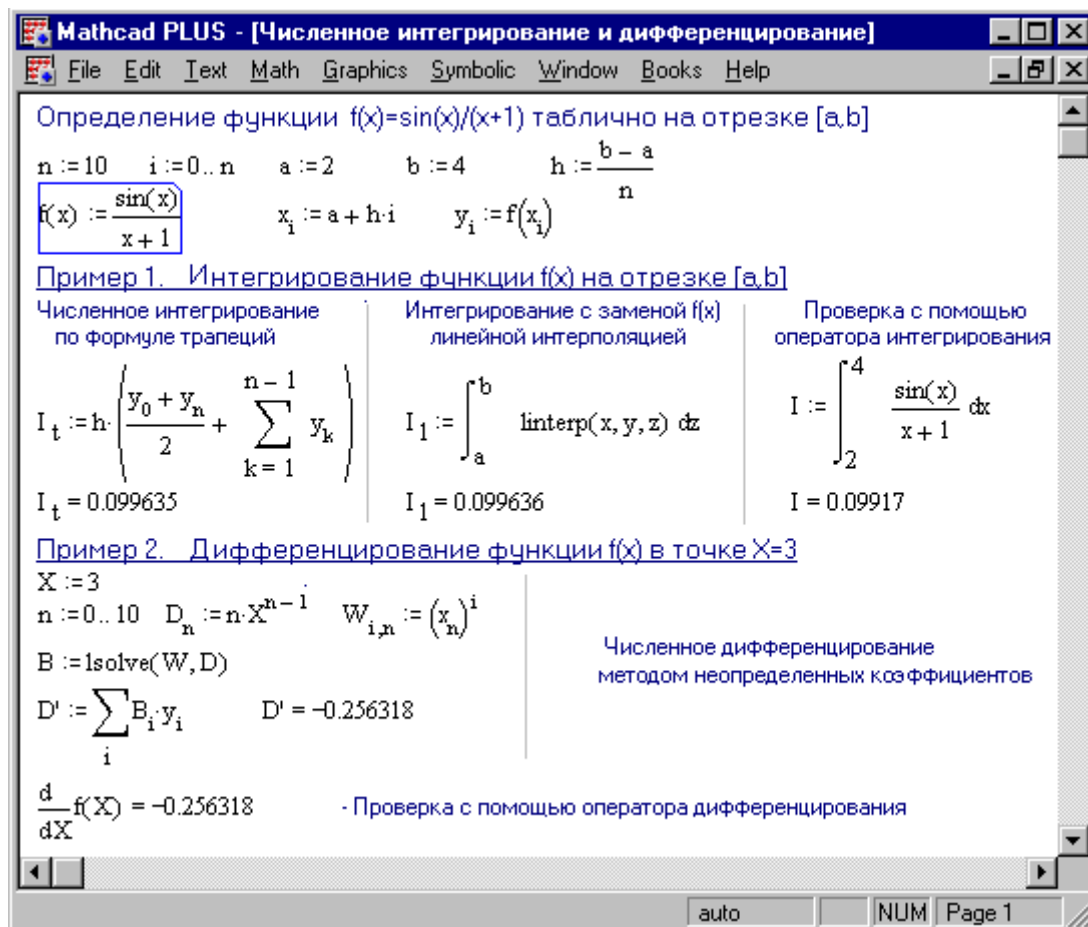 Mathcad PLUS - [Численное интегрирование и дифференцирование]
File Edit Text Math Graphics Symbolic Window Books Help
Определение функции f(x)=sin(x)/(x+1) таблично на отрезке [a,b]
n := 10 i := 0.. n a := 2 b := 4 h := (b − a)/n
f(x) := sin(x)/(x + 1) x_i := a + h·i y_i := f(x_i)
Пример 1. Интегрирование функции f(x) на отрезке [a,b]
Численное интегрирование
по формуле трапеций
I_t := h·((y_0 + y_n)/2 + ∑_{k = 1}^{n − 1} y_k)
I_t = 0.099635
Интегрирование с заменой f(x)
линейной интерполяцией
I_1 := ∫_a^b linterp(x,y,z) dz
I_1 = 0.099636
Проверка с помощью
оператора интегрирования
I := ∫_2^4 sin(x)/(x + 1) dx
I = 0.09917
Пример 2. Дифференцирование функции f(x) в точке X=3
X := 3
n := 0.. 10 D_n := n·X^{n − 1} W_{i,n} := (x_n)^i
B := lsolve(W, D)
D' := ∑_i B_i·y_i D' = −0.256318
Численное дифференцирование
методом неопределенных коэффициентов
d/dX f(X) = −0.256318 - Проверка с помощью оператора дифференцирования
auto NUM Page 1